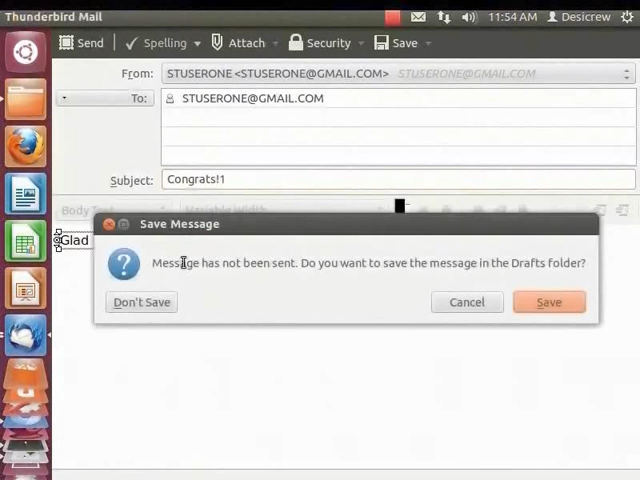 Thunderbird Mail
11:54 AM
Desicrew
Send
Spelling
Attach
Security
Save
From:
STUSERONE <STUSERONE@GMAIL.COM>
STUSERONE@GMAIL.COM
To:
STUSERONE@GMAIL.COM
Subject:
Congrats!1
Body Text
Variable Width
Glad
Save Message
Message has not been sent. Do you want to save the message in the Drafts folder?
Don't Save
Cancel
Save